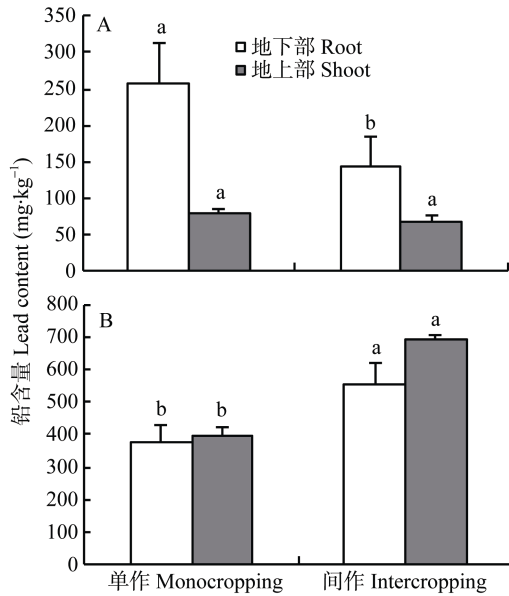 铅含量 Lead content (mg·kg⁻¹)
A
地下部 Root
地上部 Shoot
350
300
250
200
150
100
50
0
a
a
b
a
B
800
700
600
500
400
300
200
100
0
b
b
a
a
单作 Monocropping
间作 Intercropping